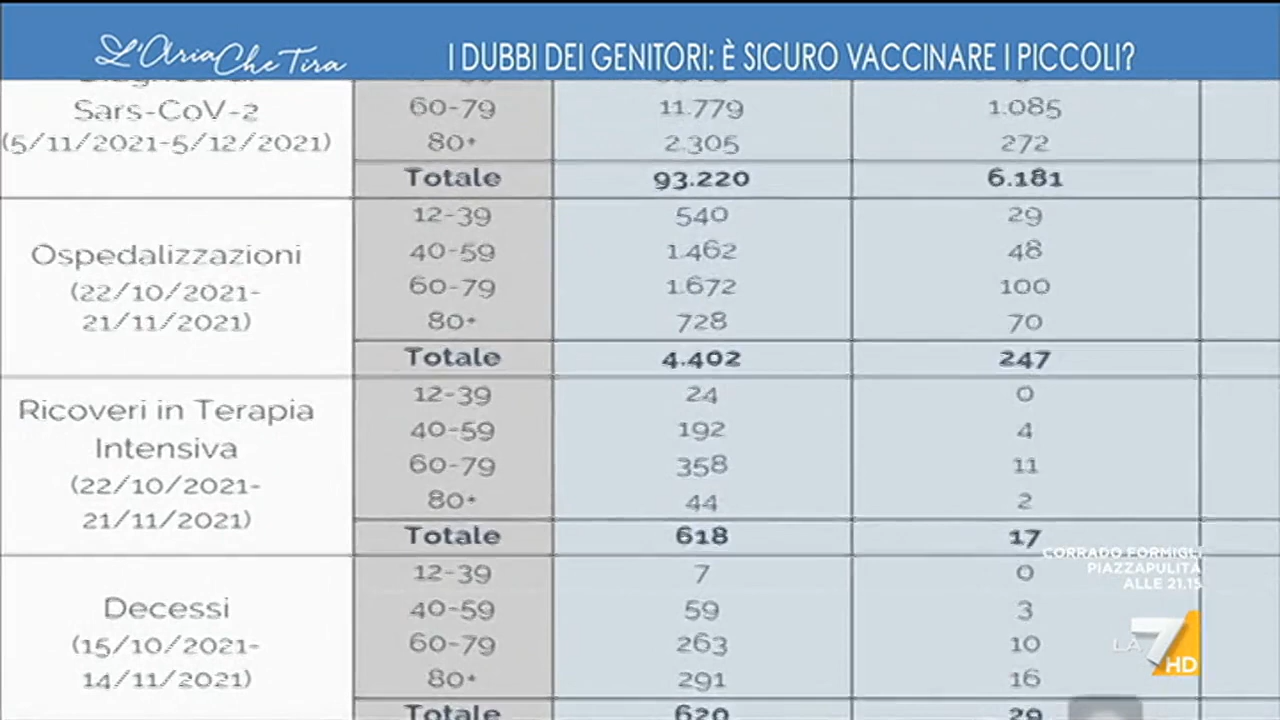 L'Aria Che Tira
I DUBBI DEI GENITORI: È SICURO VACCINARE I PICCOLI?
Sars-CoV-2
(5/11/2021-5/12/2021)
60-79 11.779 1.085
80+ 2.305 272
Totale 93.220 6.181
Ospedalizzazioni
(22/10/2021-
21/11/2021)
12-39 540 29
40-59 1.462 48
60-79 1.672 100
80+ 728 70
Totale 4.402 247
Ricoveri in Terapia
Intensiva
(22/10/2021-
21/11/2021)
12-39 24 0
40-59 192 4
60-79 358 11
80+ 44 2
Totale 618 17
Decessi
(15/10/2021-
14/11/2021)
12-39 7 0
40-59 59 3
60-79 263 10
80+ 291 16
Totale 620 29
CORRADO FORMIGLI
PIAZZAPULITA
ALLE 21.15
LA 7
HD